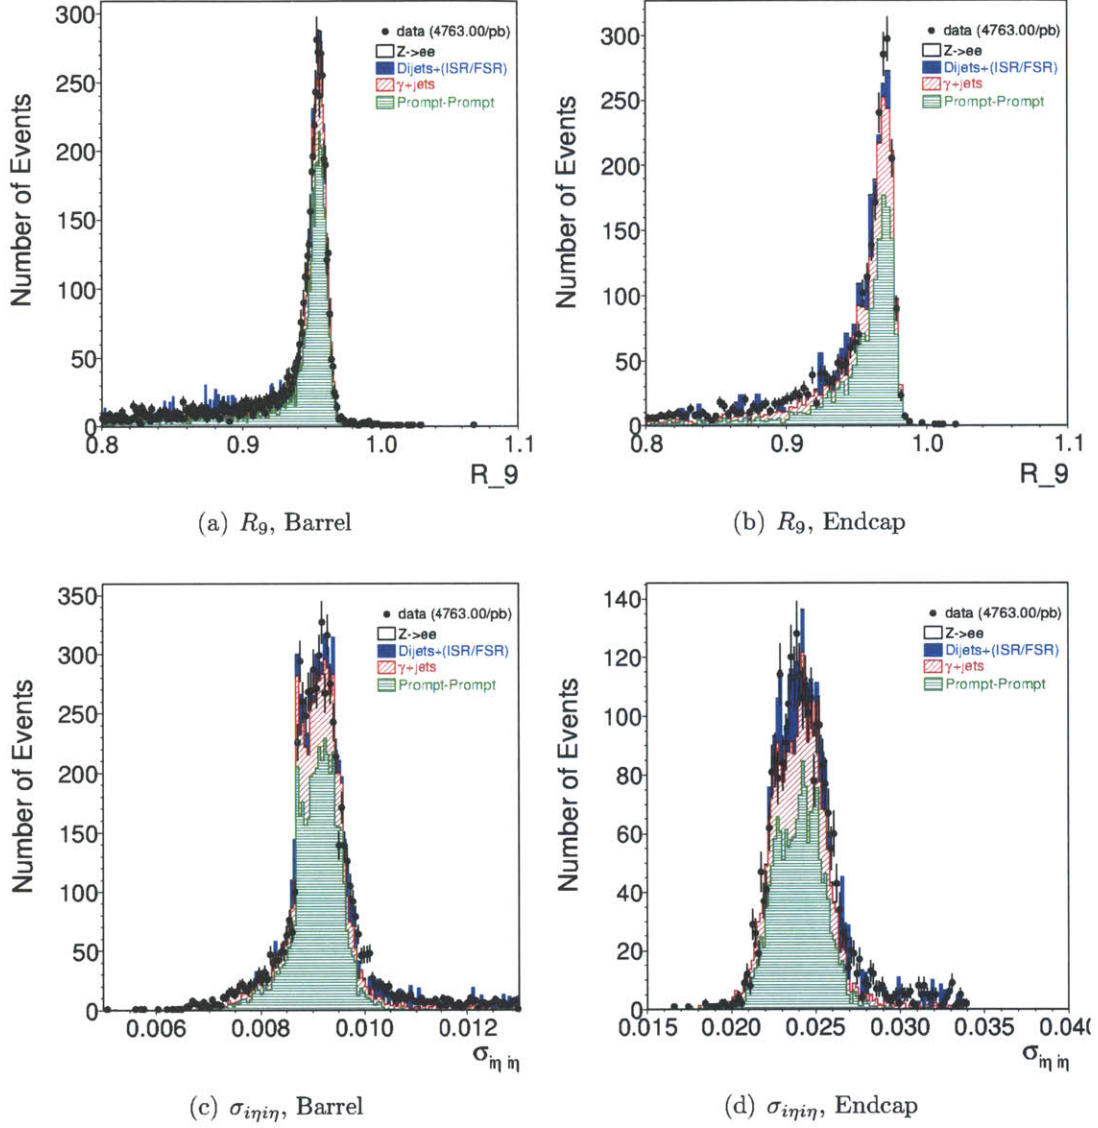 300
250
200
150
100
50
0
0.8
0.9
1.0
1.1
Number of Events
R_9
data (4763.00/pb)
Z->ee
Dijets+(ISR/FSR)
γ+jets
Prompt-Prompt
(a) R₉, Barrel
300
250
200
150
100
50
0
0.8
0.9
1.0
1.1
Number of Events
R_9
data (4763.00/pb)
Z->ee
Dijets+(ISR/FSR)
γ+jets
Prompt-Prompt
(b) R₉, Endcap
350
300
250
200
150
100
50
0
0.006
0.008
0.010
0.012
Number of Events
σiη iη
data (4763.00/pb)
Z->ee
Dijets+(ISR/FSR)
γ+jets
Prompt-Prompt
(c) σiηiη, Barrel
140
120
100
80
60
40
20
0
0.015
0.020
0.025
0.030
0.035
0.040
Number of Events
σiη iη
data (4763.00/pb)
Z->ee
Dijets+(ISR/FSR)
γ+jets
Prompt-Prompt
(d) σiηiη, Endcap